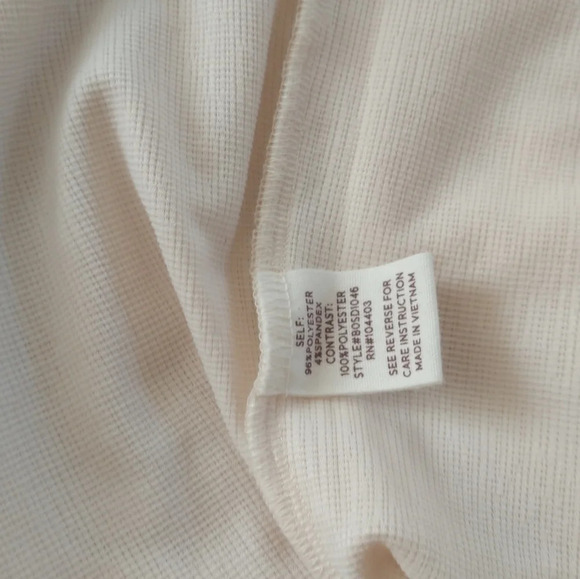 SELF:
96%POLYESTER
4%SPANDEX
CONTRAST:
100%POLYESTER
STYLE#BOSD1046
RN#104403
SEE REVERSE FOR
CARE INSTRUCTION
MADE IN VIETNAM